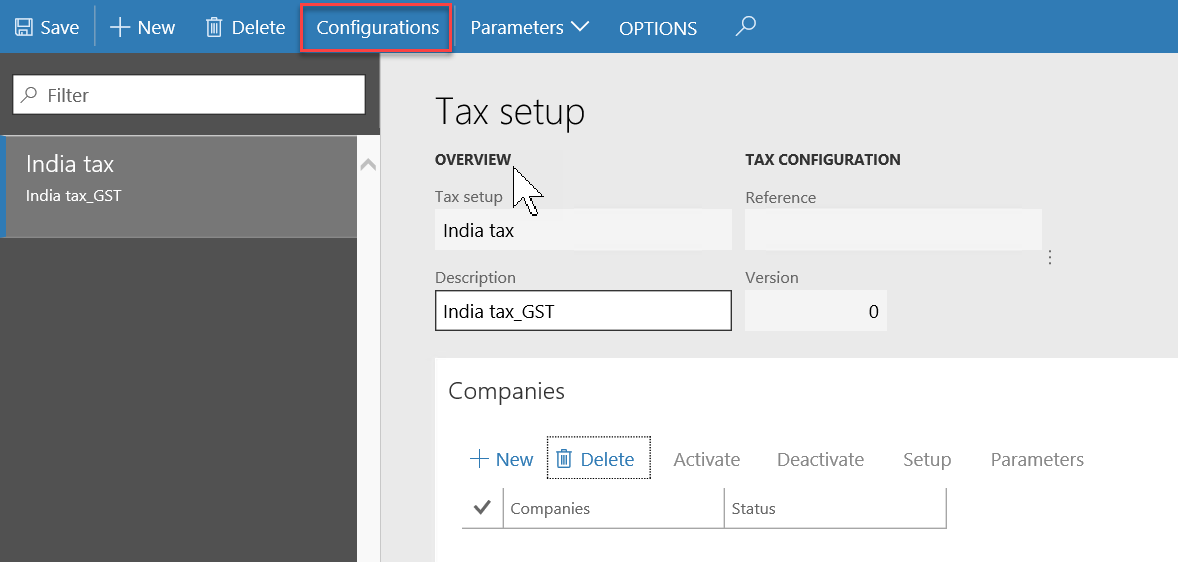 Save New Delete Configurations Parameters OPTIONS
Filter
India tax
India tax_GST
Tax setup
OVERVIEW
Tax setup
India tax
Description
India tax_GST
TAX CONFIGURATION
Reference
Version
0
Companies
New Delete Activate Deactivate Setup Parameters
Companies Status